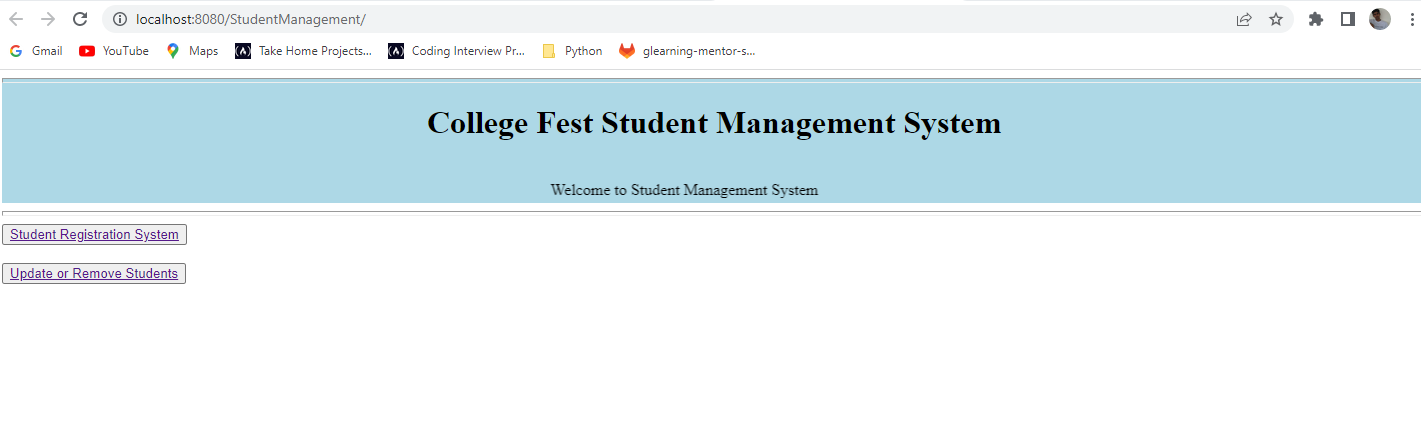 localhost:8080/StudentManagement/
Gmail YouTube Maps Take Home Projects... Coding Interview Pr... Python glearning-mentor-s...
College Fest Student Management System
Welcome to Student Management System
Student Registration System
Update or Remove Students